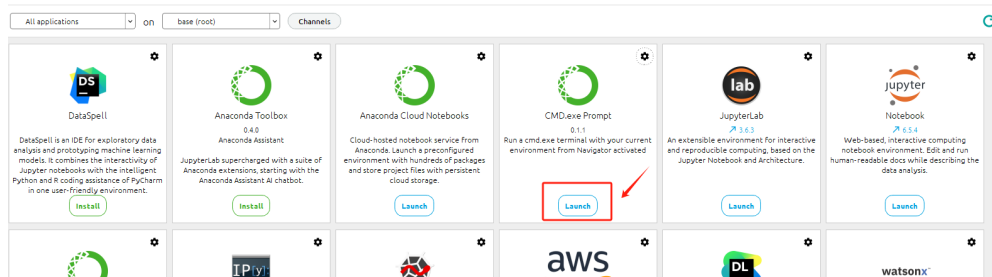 All applications on base (root) Channels
DS
DataSpell
DataSpell is an IDE for exploratory data
analysis and prototyping machine learning
models. It combines the interactivity of
Jupyter notebooks with the intelligent
Python and R coding assistance of PyCharm
in one user-friendly environment.
Install
Anaconda Toolbox
0.4.0
Anaconda Assistant
JupyterLab supercharged with a suite of
Anaconda extensions, starting with the
Anaconda Assistant AI chatbot.
Install
Anaconda Cloud Notebooks
Cloud-hosted notebook service from
Anaconda. Launch a preconfigured
environment with hundreds of packages
and store project files with persistent
cloud storage.
Launch
CMD.exe Prompt
0.1.1
Run a cmd.exe terminal with your current
environment from Navigator activated
Launch
lab
JupyterLab
3.6.3
An extensible environment for interactive
and reproducible computing, based on the
Jupyter Notebook and Architecture.
Launch
jupyter
Notebook
6.5.4
Web-based, interactive computing
notebook environment. Edit and run
human-readable docs while describing the
data analysis.
Launch
IP[y]:
aws
DL
watsonx